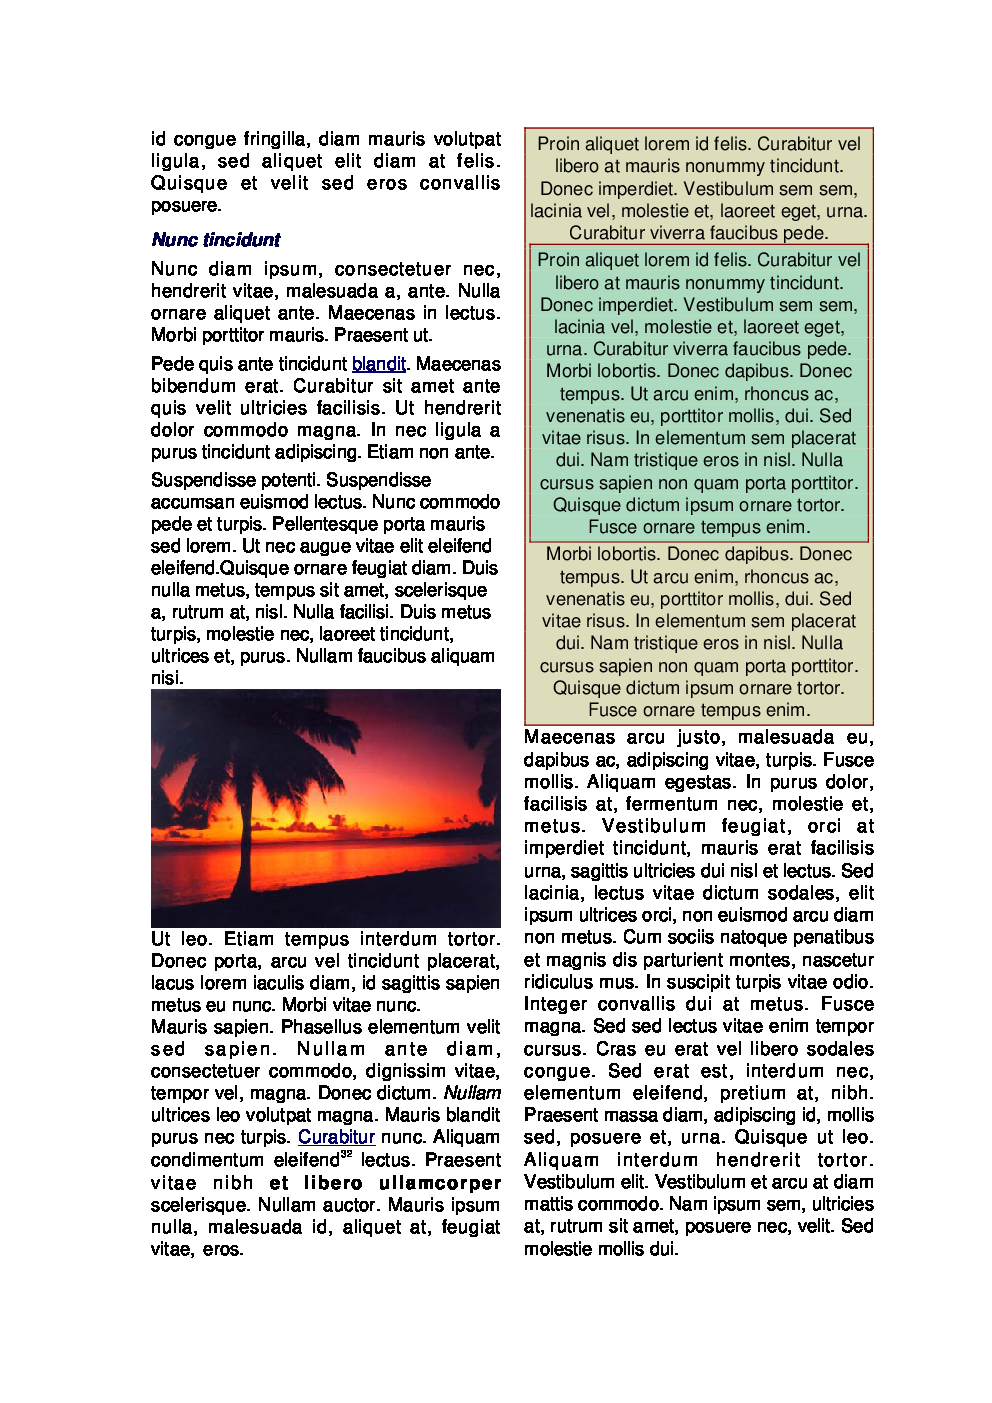 id congue fringilla, diam mauris volutpat
ligula, sed aliquet elit diam at felis.
Quisque et velit sed eros convallis
posuere.
Nunc tincidunt
Nunc diam ipsum, consectetuer nec,
hendrerit vitae, malesuada a, ante. Nulla
ornare aliquet ante. Maecenas in lectus.
Morbi porttitor mauris. Praesent ut.
Pede quis ante tincidunt blandit. Maecenas
bibendum erat. Curabitur sit amet ante
quis velit ultricies facilisis. Ut hendrerit
dolor commodo magna. In nec ligula a
purus tincidunt adipiscing. Etiam non ante.
Suspendisse potenti. Suspendisse
accumsan euismod lectus. Nunc commodo
pede et turpis. Pellentesque porta mauris
sed lorem. Ut nec augue vitae elit eleifend
eleifend.Quisque ornare feugiat diam. Duis
nulla metus, tempus sit amet, scelerisque
a, rutrum at, nisl. Nulla facilisi. Duis metus
turpis, molestie nec, laoreet tincidunt,
ultrices et, purus. Nullam faucibus aliquam
nisi.
Ut leo. Etiam tempus interdum tortor.
Donec porta, arcu vel tincidunt placerat,
lacus lorem iaculis diam, id sagittis sapien
metus eu nunc. Morbi vitae nunc.
Mauris sapien. Phasellus elementum velit
sed sapien. Nullam ante diam,
consectetuer commodo, dignissim vitae,
tempor vel, magna. Donec dictum. Nullam
ultrices leo volutpat magna. Mauris blandit
purus nec turpis. Curabitur nunc. Aliquam
condimentum eleifend32 lectus. Praesent
vitae nibh et libero ullamcorper
scelerisque. Nullam auctor. Mauris ipsum
nulla, malesuada id, aliquet at, feugiat
vitae, eros.
Proin aliquet lorem id felis. Curabitur vel
libero at mauris nonummy tincidunt.
Donec imperdiet. Vestibulum sem sem,
lacinia vel, molestie et, laoreet eget, urna.
Curabitur viverra faucibus pede.
Proin aliquet lorem id felis. Curabitur vel
libero at mauris nonummy tincidunt.
Donec imperdiet. Vestibulum sem sem,
lacinia vel, molestie et, laoreet eget,
urna. Curabitur viverra faucibus pede.
Morbi lobortis. Donec dapibus. Donec
tempus. Ut arcu enim, rhoncus ac,
venenatis eu, porttitor mollis, dui. Sed
vitae risus. In elementum sem placerat
dui. Nam tristique eros in nisl. Nulla
cursus sapien non quam porta porttitor.
Quisque dictum ipsum ornare tortor.
Fusce ornare tempus enim.
Morbi lobortis. Donec dapibus. Donec
tempus. Ut arcu enim, rhoncus ac,
venenatis eu, porttitor mollis, dui. Sed
vitae risus. In elementum sem placerat
dui. Nam tristique eros in nisl. Nulla
cursus sapien non quam porta porttitor.
Quisque dictum ipsum ornare tortor.
Fusce ornare tempus enim.
Maecenas arcu justo, malesuada eu,
dapibus ac, adipiscing vitae, turpis. Fusce
mollis. Aliquam egestas. In purus dolor,
facilisis at, fermentum nec, molestie et,
metus. Vestibulum feugiat, orci at
imperdiet tincidunt, mauris erat facilisis
urna, sagittis ultricies dui nisl et lectus. Sed
lacinia, lectus vitae dictum sodales, elit
ipsum ultrices orci, non euismod arcu diam
non metus. Cum sociis natoque penatibus
et magnis dis parturient montes, nascetur
ridiculus mus. In suscipit turpis vitae odio.
Integer convallis dui at metus. Fusce
magna. Sed sed lectus vitae enim tempor
cursus. Cras eu erat vel libero sodales
congue. Sed erat est, interdum nec,
elementum eleifend, pretium at, nibh.
Praesent massa diam, adipiscing id, mollis
sed, posuere et, urna. Quisque ut leo.
Aliquam interdum hendrerit tortor.
Vestibulum elit. Vestibulum et arcu at diam
mattis commodo. Nam ipsum sem, ultricies
at, rutrum sit amet, posuere nec, velit. Sed
molestie mollis dui.